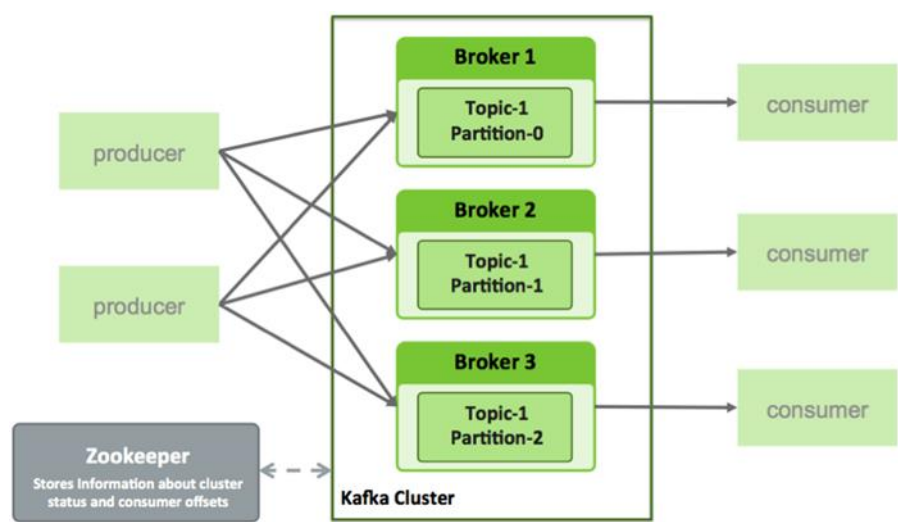 Broker 1
Topic-1
Partition-0
consumer
producer
Broker 2
Topic-1
Partition-1
consumer
producer
Broker 3
Topic-1
Partition-2
consumer
Zookeeper
Stores Information about cluster
status and consumer offsets
Kafka Cluster